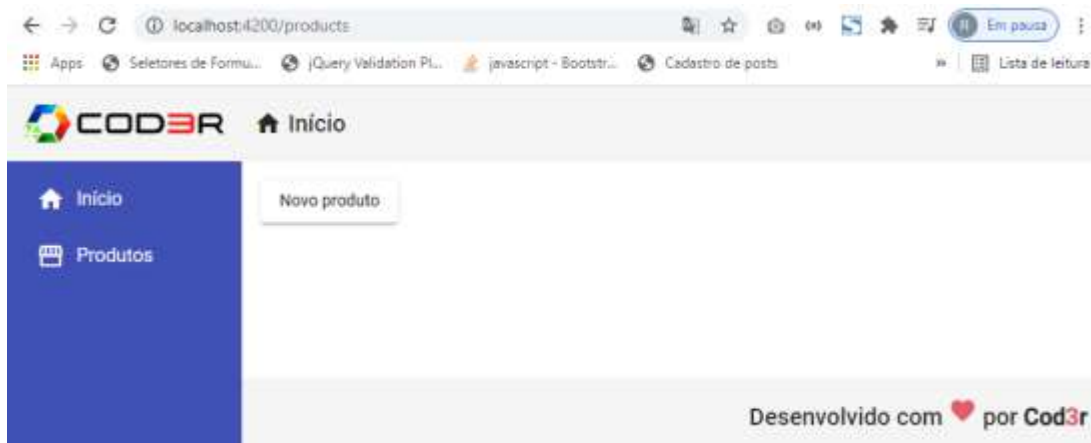 localhost:4200/products
Em pausa
Apps
Seletores de Formu...
jQuery Validation Pl...
javascript - Bootstr...
Cadastro de posts
»
Lista de leitura
COD3R
Início
Início
Novo produto
Produtos
Desenvolvido com ❤ por Cod3r